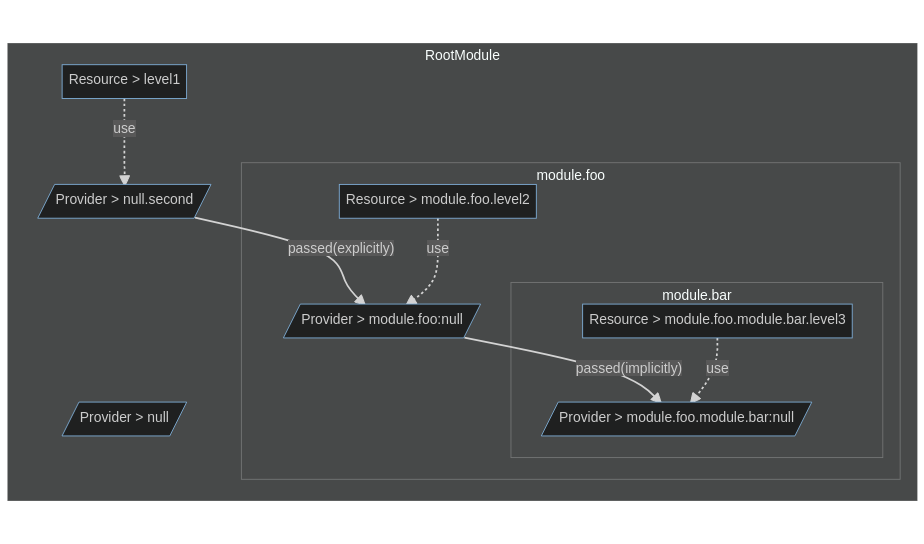 RootModule
Resource > level1
use
Provider > null.second
module.foo
Resource > module.foo.level2
passed(explicitly)
use
module.bar
Provider > module.foo:null
Resource > module.foo.module.bar.level3
passed(implicitly)
use
Provider > null
Provider > module.foo.module.bar:null